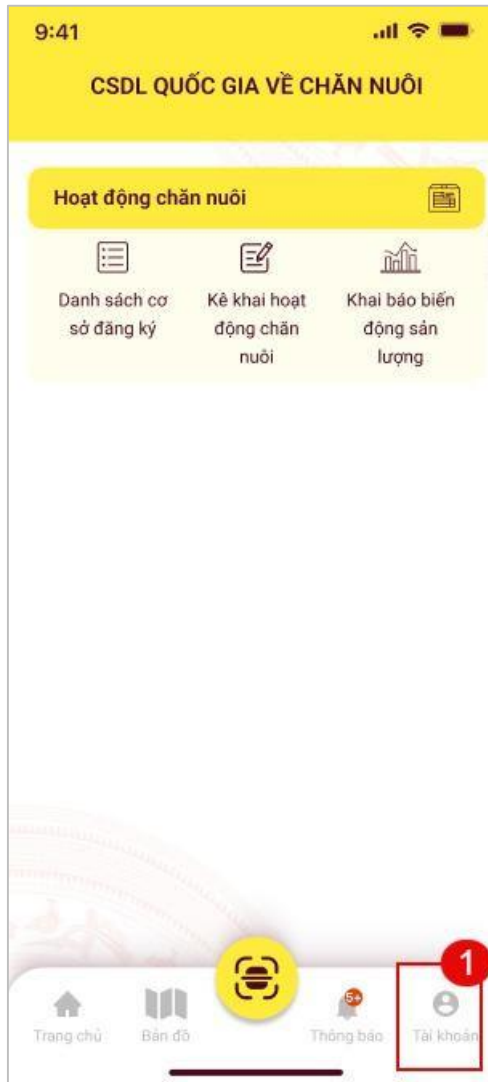 9:41
CSDL QUỐC GIA VỀ CHĂN NUÔI
Hoạt động chăn nuôi
Danh sách cơ
sở đăng ký
Kê khai hoạt
động chăn
nuôi
Khai báo biến
động sản
lượng
1
5+
Trang chủ
Bản đồ
Thông báo
Tài khoản